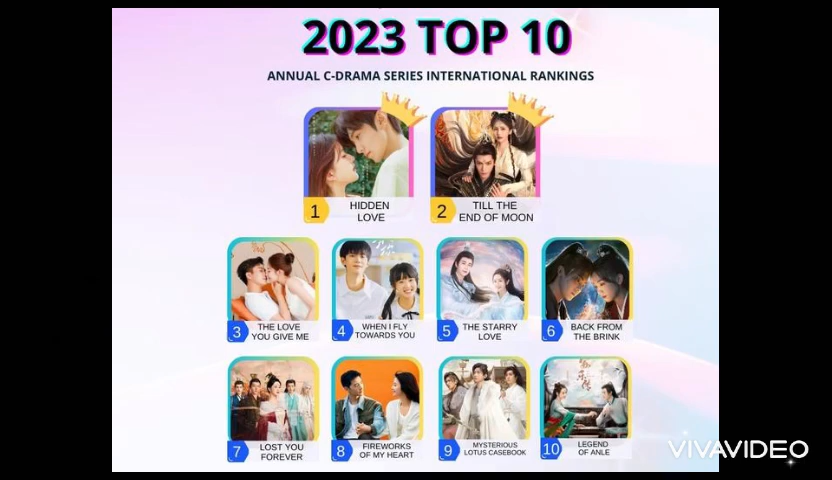 2023 TOP 10
ANNUAL C-DRAMA SERIES INTERNATIONAL RANKINGS
1
HIDDEN
LOVE
2
TILL THE
END OF MOON
3
THE LOVE
YOU GIVE ME
4
WHEN I FLY
TOWARDS YOU
5
THE STARRY
LOVE
6
BACK FROM
THE BRINK
7
LOST YOU
FOREVER
8
FIREWORKS
OF MY HEART
9
MYSTERIOUS
LOTUS CASEBOOK
10
LEGEND
OF ANLE
VIVAVIDEO